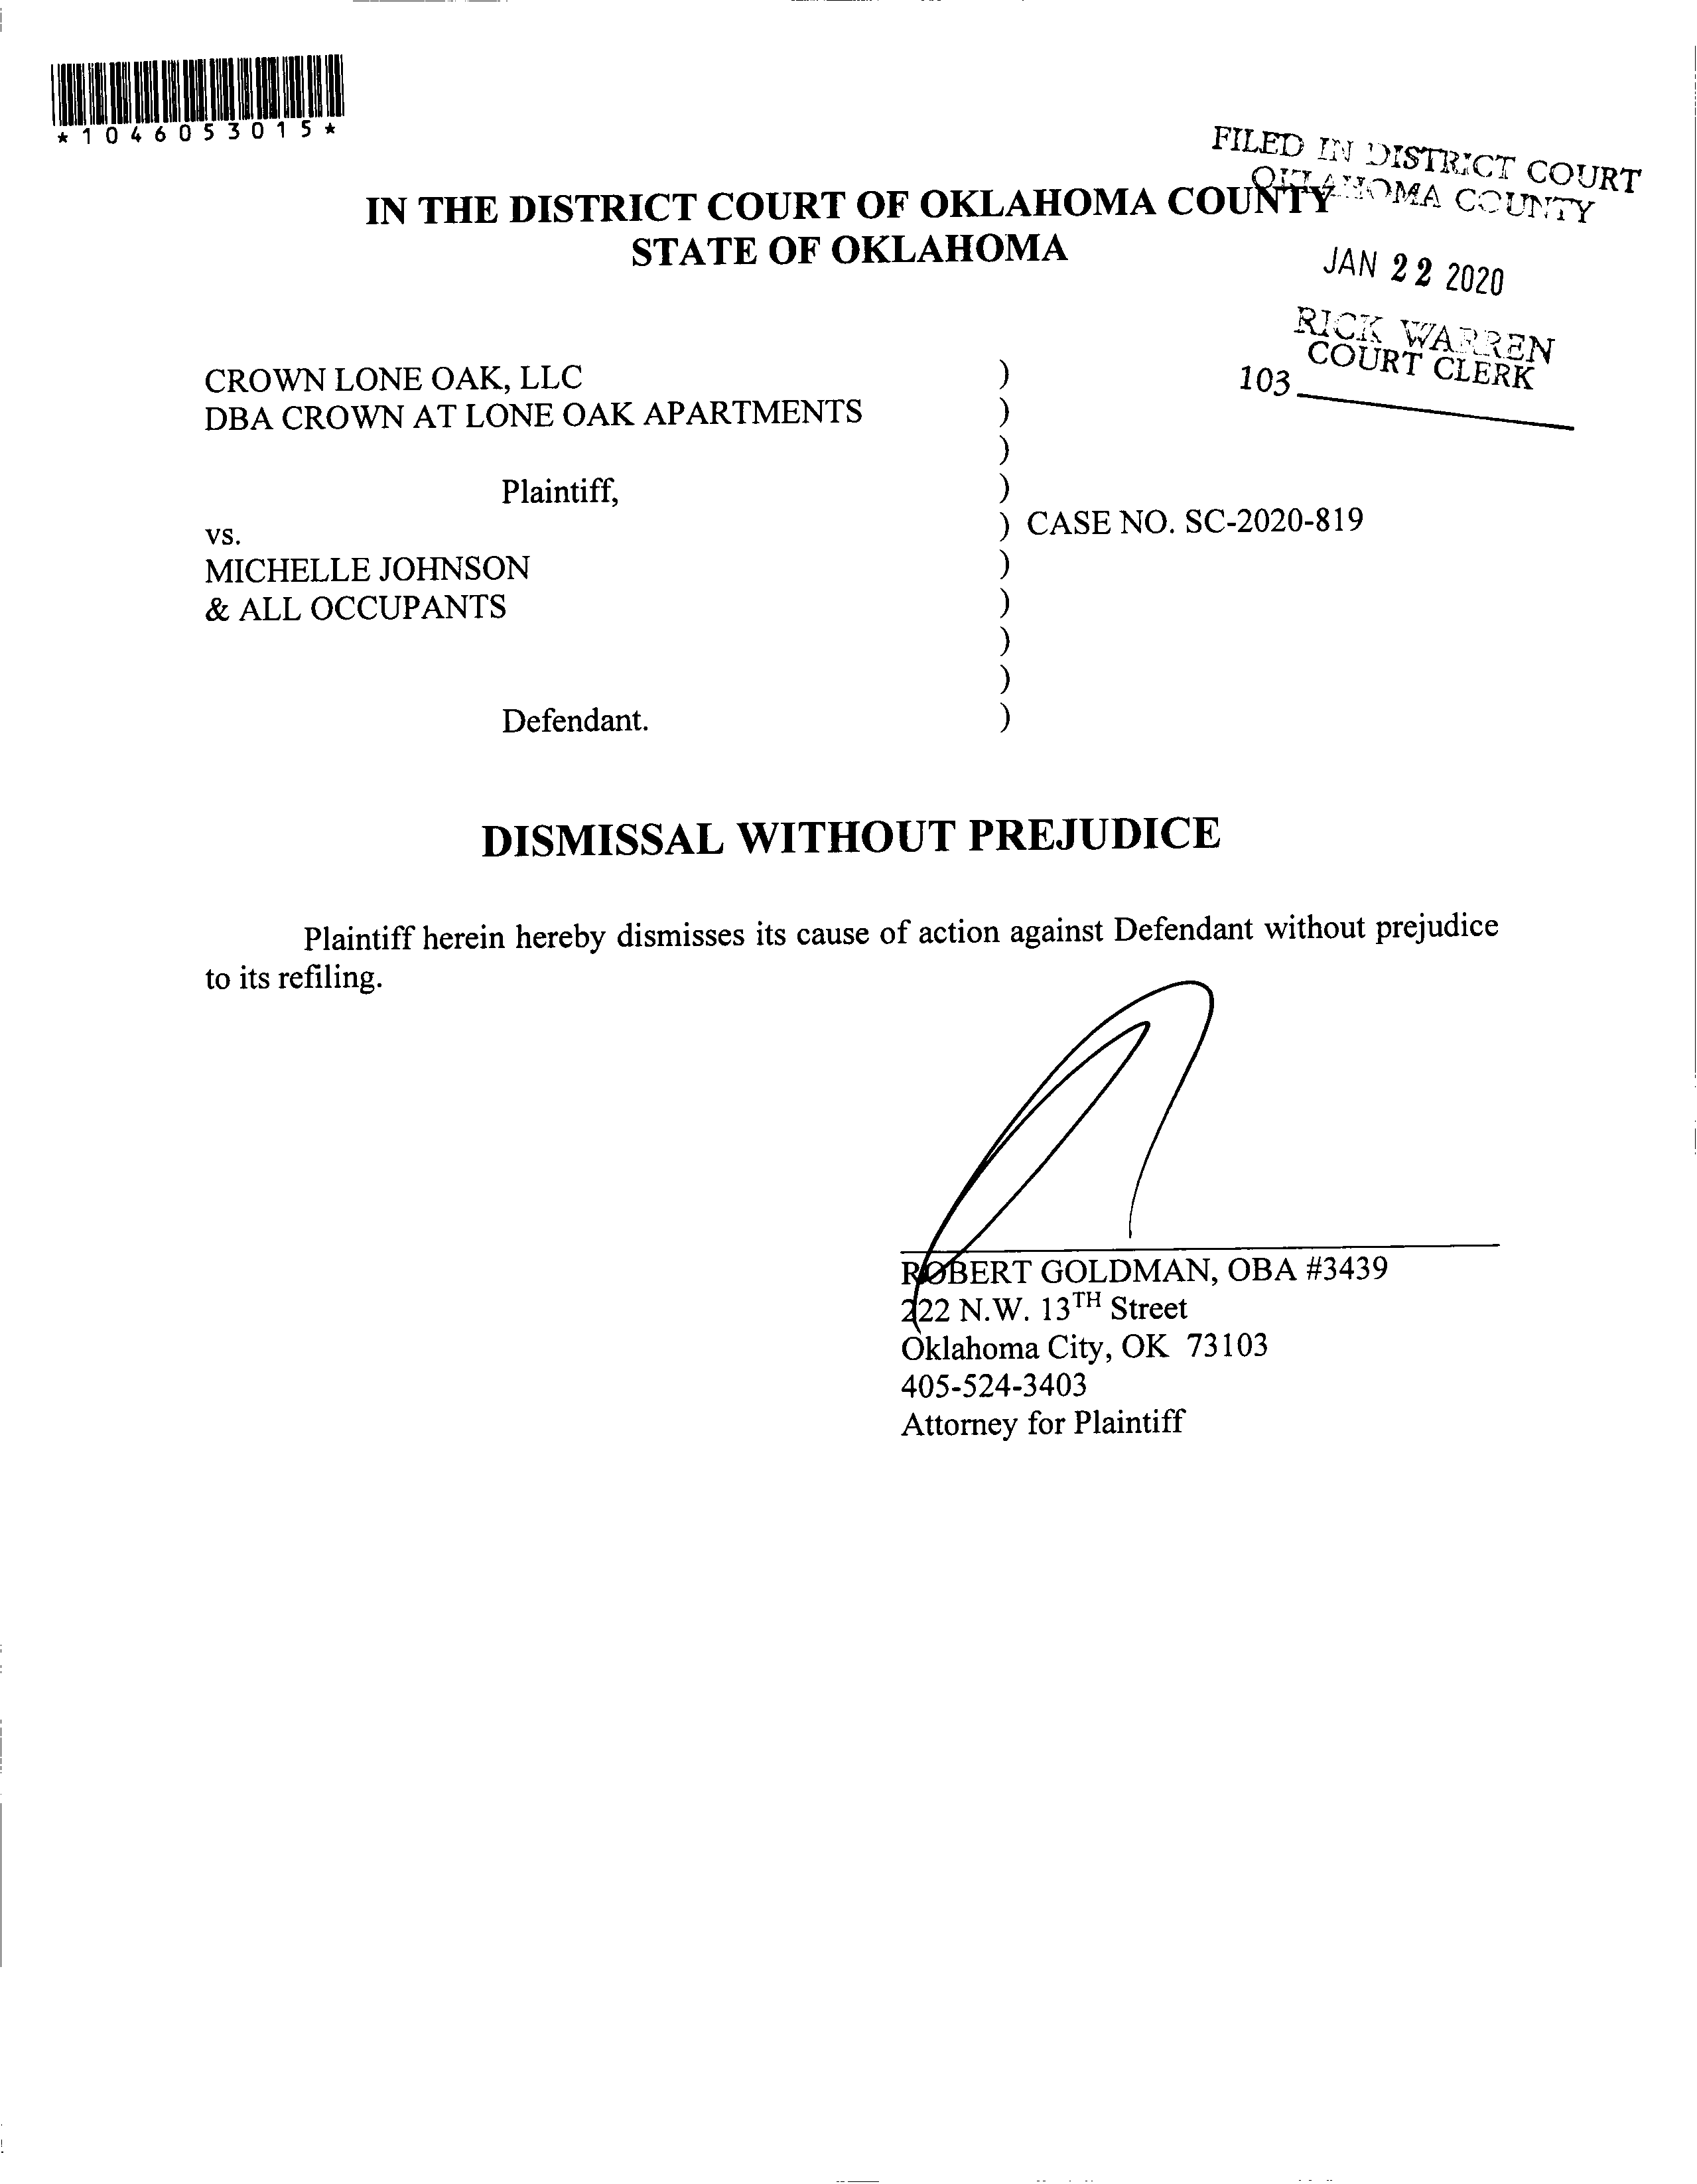 *1046053015*
FILED IN DISTRICT COURT
OKLAHOMA COUNTY
IN THE DISTRICT COURT OF OKLAHOMA COUNTY
STATE OF OKLAHOMA
JAN 22 2020
RICK WARREN
COURT CLERK
103
CROWN LONE OAK, LLC )
DBA CROWN AT LONE OAK APARTMENTS )
)
Plaintiff, )
vs. ) CASE NO. SC-2020-819
MICHELLE JOHNSON )
& ALL OCCUPANTS )
)
)
Defendant. )
DISMISSAL WITHOUT PREJUDICE
Plaintiff herein hereby dismisses its cause of action against Defendant without prejudice
to its refiling.
ROBERT GOLDMAN, OBA #3439
222 N.W. 13TH Street
Oklahoma City, OK 73103
405-524-3403
Attorney for Plaintiff